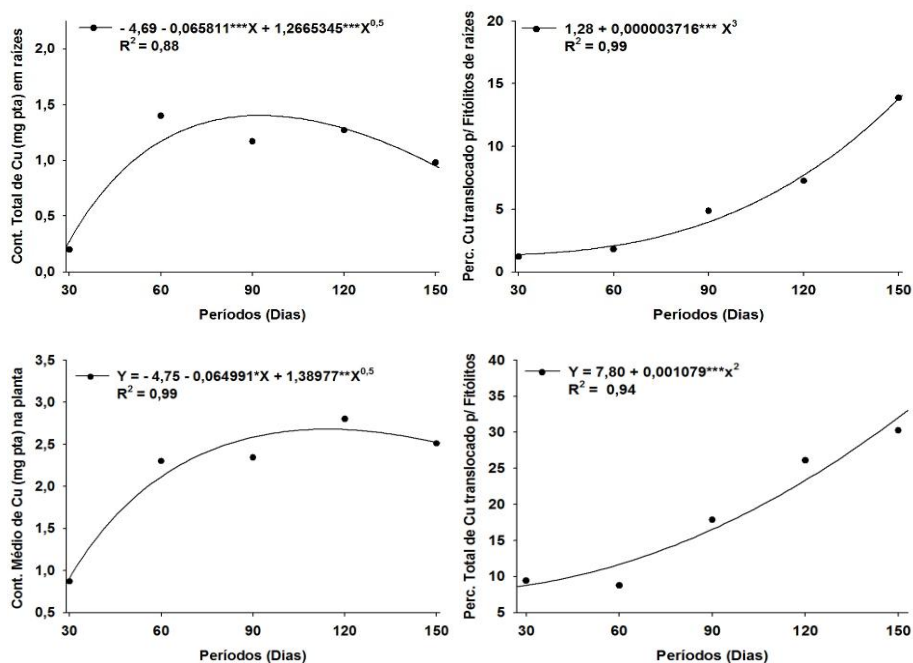 - 4,69 - 0,065811***X + 1,2665345***X^0,5
R² = 0,88
Cont. Total de Cu (mg pta) em raízes
2,0
1,5
1,0
0,5
0,0
30 60 90 120 150
Períodos (Dias)
1,28 + 0,000003716*** X³
R² = 0,99
Perc. Cu translocado p/ Fitólitos de raízes
20
15
10
5
0
30 60 90 120 150
Períodos (Dias)
Y = - 4,75 - 0,064991*X + 1,38977**X^0,5
R² = 0,99
Cont. Médio de Cu (mg pta) na planta
3,5
3,0
2,5
2,0
1,5
1,0
0,5
30 60 90 120 150
Períodos (Dias)
Y = 7,80 + 0,001079***x²
R² = 0,94
Perc. Total de Cu translocado p/ Fitólitos
40
35
30
25
20
15
10
5
30 60 90 120 150
Períodos (Dias)